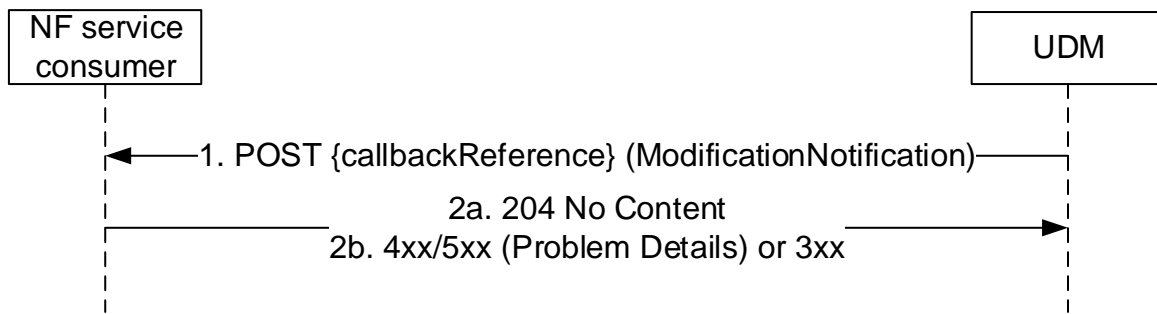 NF service
consumer
UDM
1. POST {callbackReference} (ModificationNotification)
2a. 204 No Content
2b. 4xx/5xx (Problem Details) or 3xx